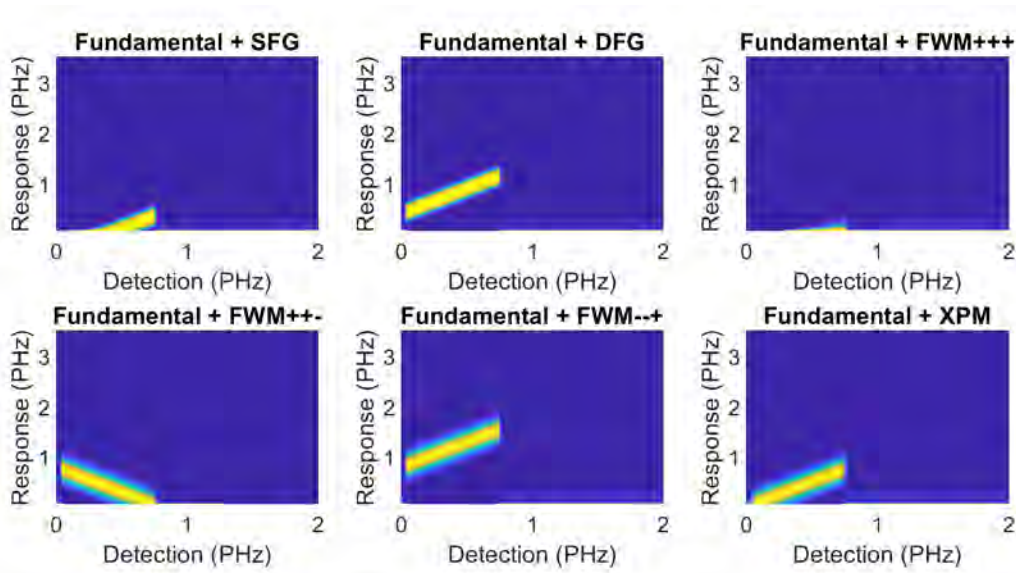 Fundamental + SFG
Fundamental + DFG
Fundamental + FWM+++
Response (PHz)
3
2
1
0
1
2
Detection (PHz)
Response (PHz)
3
2
1
0
1
2
Detection (PHz)
Response (PHz)
3
2
1
0
1
2
Detection (PHz)
Fundamental + FWM++-
Fundamental + FWM--+
Fundamental + XPM
Response (PHz)
3
2
1
0
1
2
Detection (PHz)
Response (PHz)
3
2
1
0
1
2
Detection (PHz)
Response (PHz)
3
2
1
0
1
2
Detection (PHz)